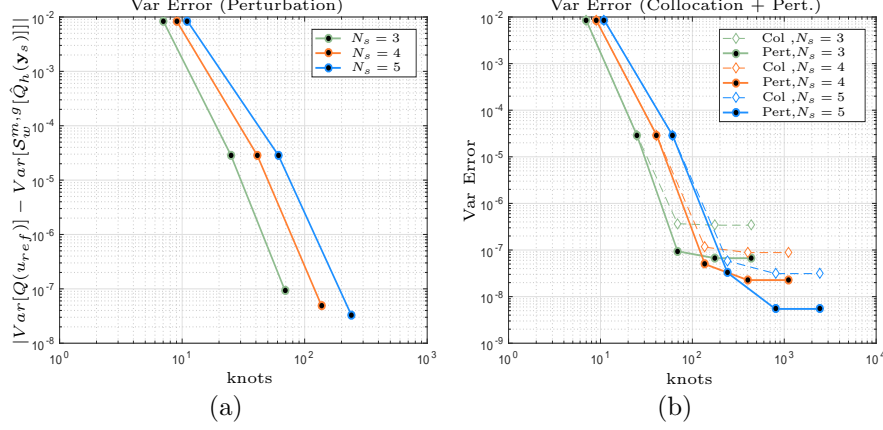 Var Error (Perturbation)
|Var[Q(u_{ref})] − Var[S_w^{m,g}[Q̂_h(y_s)]]|
10^{-2}
10^{-3}
10^{-4}
10^{-5}
10^{-6}
10^{-7}
10^{-8}
N_s = 3
N_s = 4
N_s = 5
10^0 10^1 10^2 10^3
knots
(a)
Var Error (Collocation + Pert.)
Var Error
10^{-2}
10^{-3}
10^{-4}
10^{-5}
10^{-6}
10^{-7}
10^{-8}
10^{-9}
Col ,N_s = 3
Pert,N_s = 3
Col ,N_s = 4
Pert,N_s = 4
Col ,N_s = 5
Pert,N_s = 5
10^0 10^1 10^2 10^3 10^4
knots
(b)